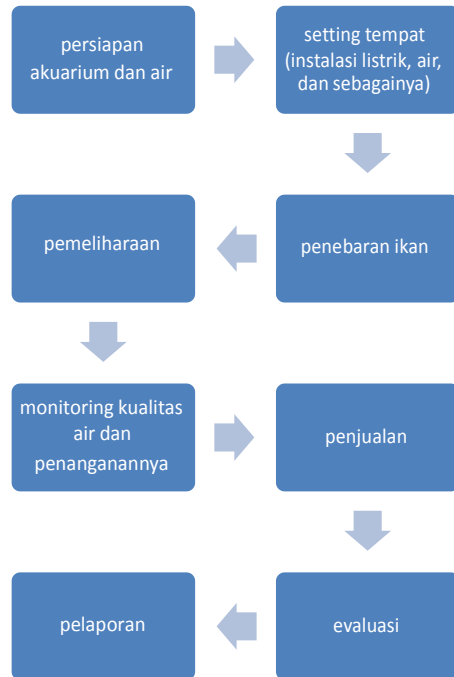 persiapan
akuarium dan air
setting tempat
(instalasi listrik, air,
dan sebagainya)
penebaran ikan
pemeliharaan
monitoring kualitas
air dan
penanganannya
penjualan
evaluasi
pelaporan